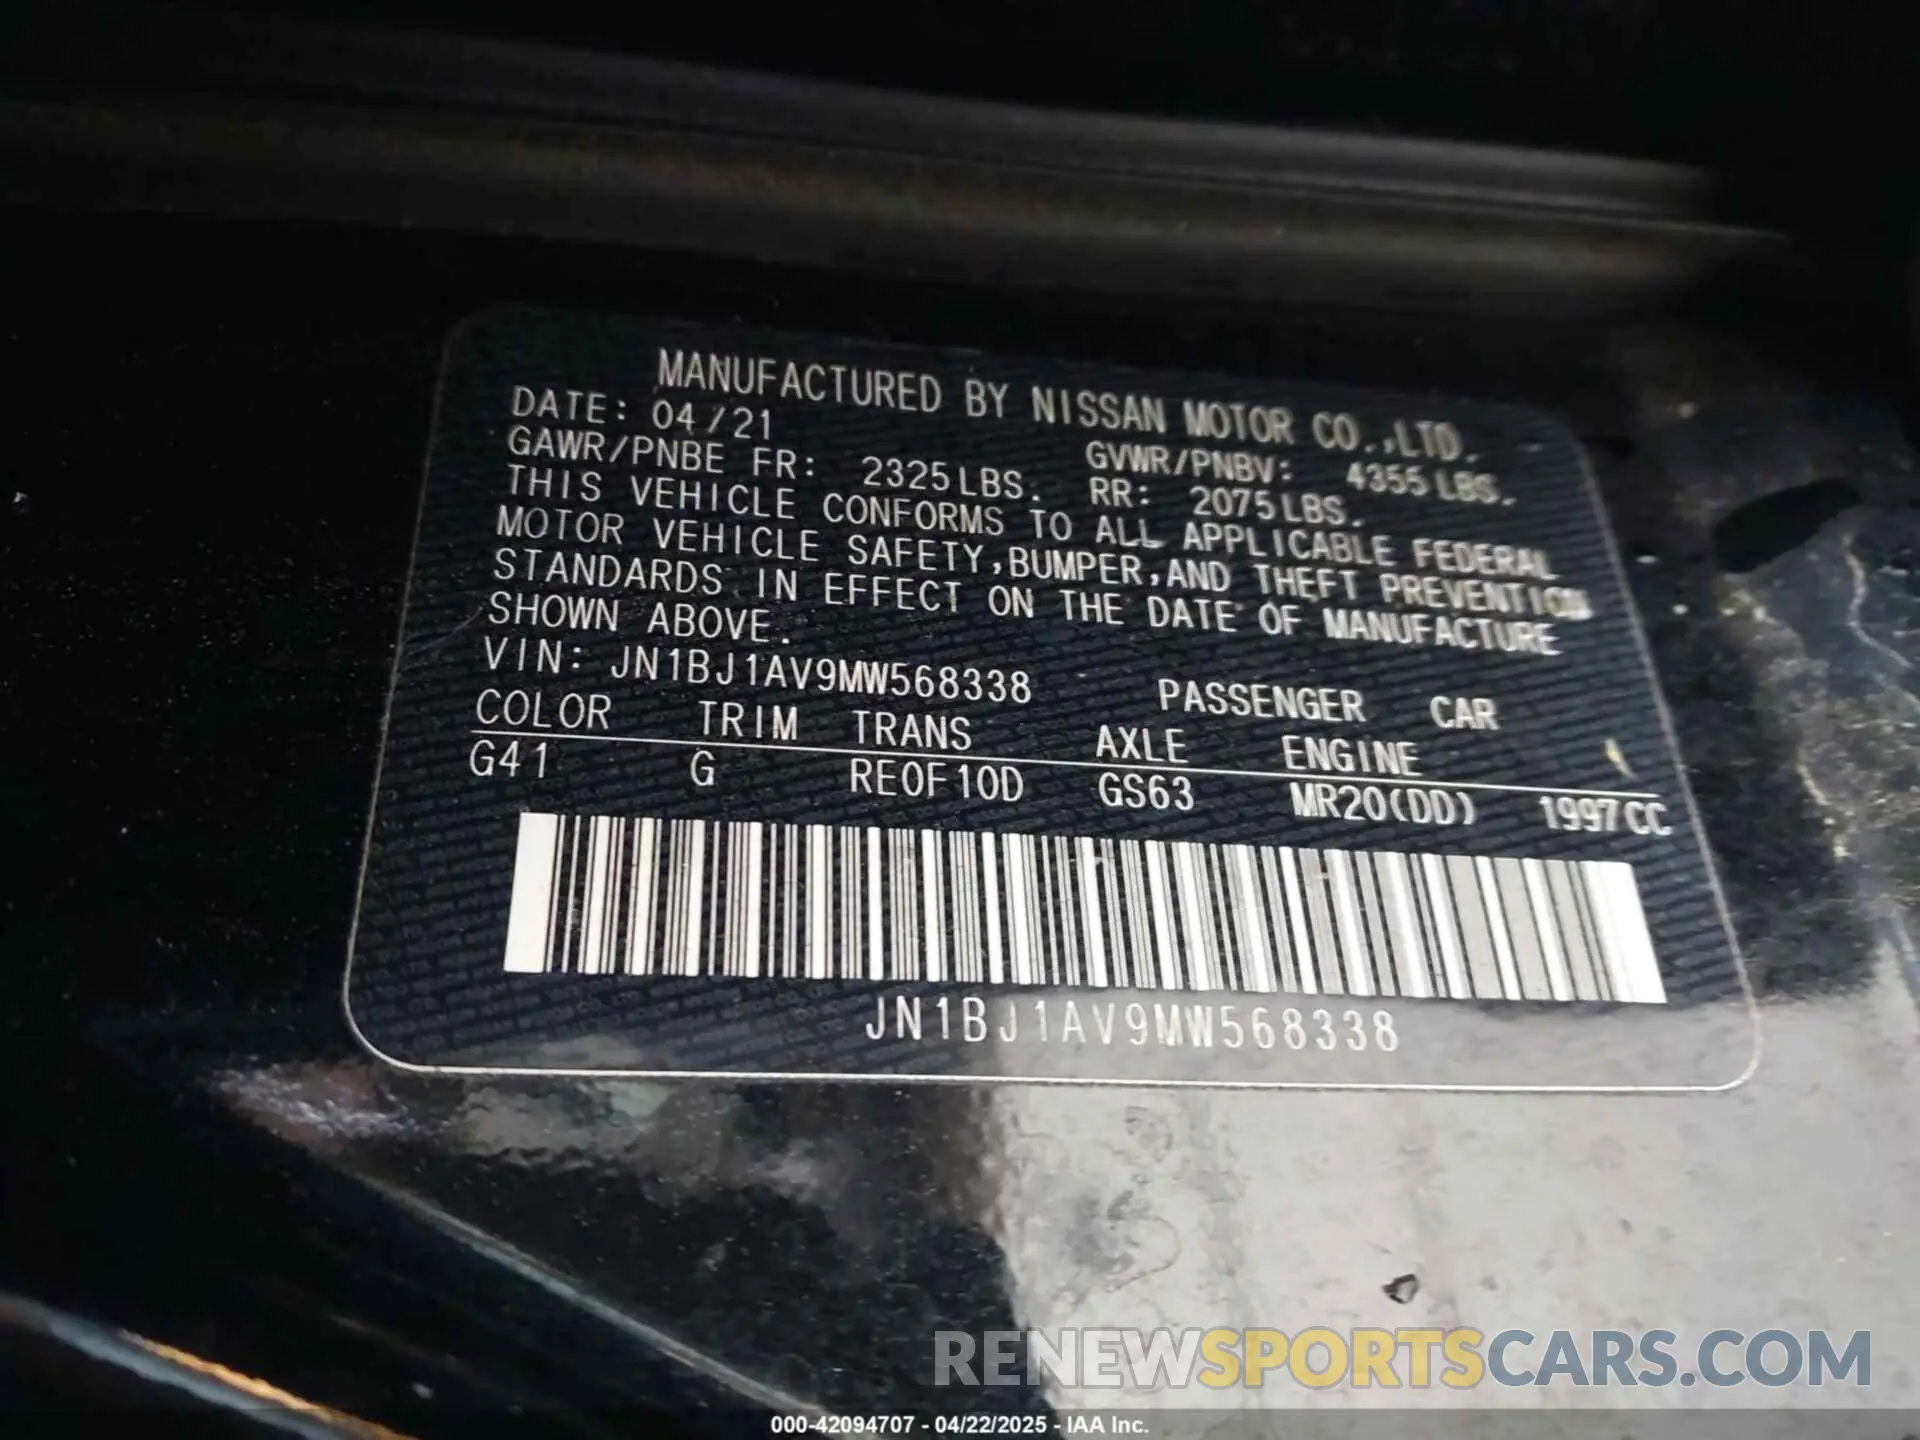 MANUFACTURED BY NISSAN MOTOR CO.,LTD.
DATE: 04/21 GVWR/PNBV: 4355LBS.
GAWR/PNBE FR: 2325LBS. RR: 2075LBS.
THIS VEHICLE CONFORMS TO ALL APPLICABLE FEDERAL
MOTOR VEHICLE SAFETY,BUMPER,AND THEFT PREVENTION
STANDARDS IN EFFECT ON THE DATE OF MANUFACTURE
SHOWN ABOVE.
VIN: JN1BJ1AV9MW568338 PASSENGER CAR
COLOR TRIM TRANS AXLE ENGINE
G41 G RE0F10D GS63 MR20(DD) 1997CC
JN1BJ1AV9MW568338
RENEWSPORTSCARS.COM
000-42094707 - 04/22/2025 - IAA Inc.